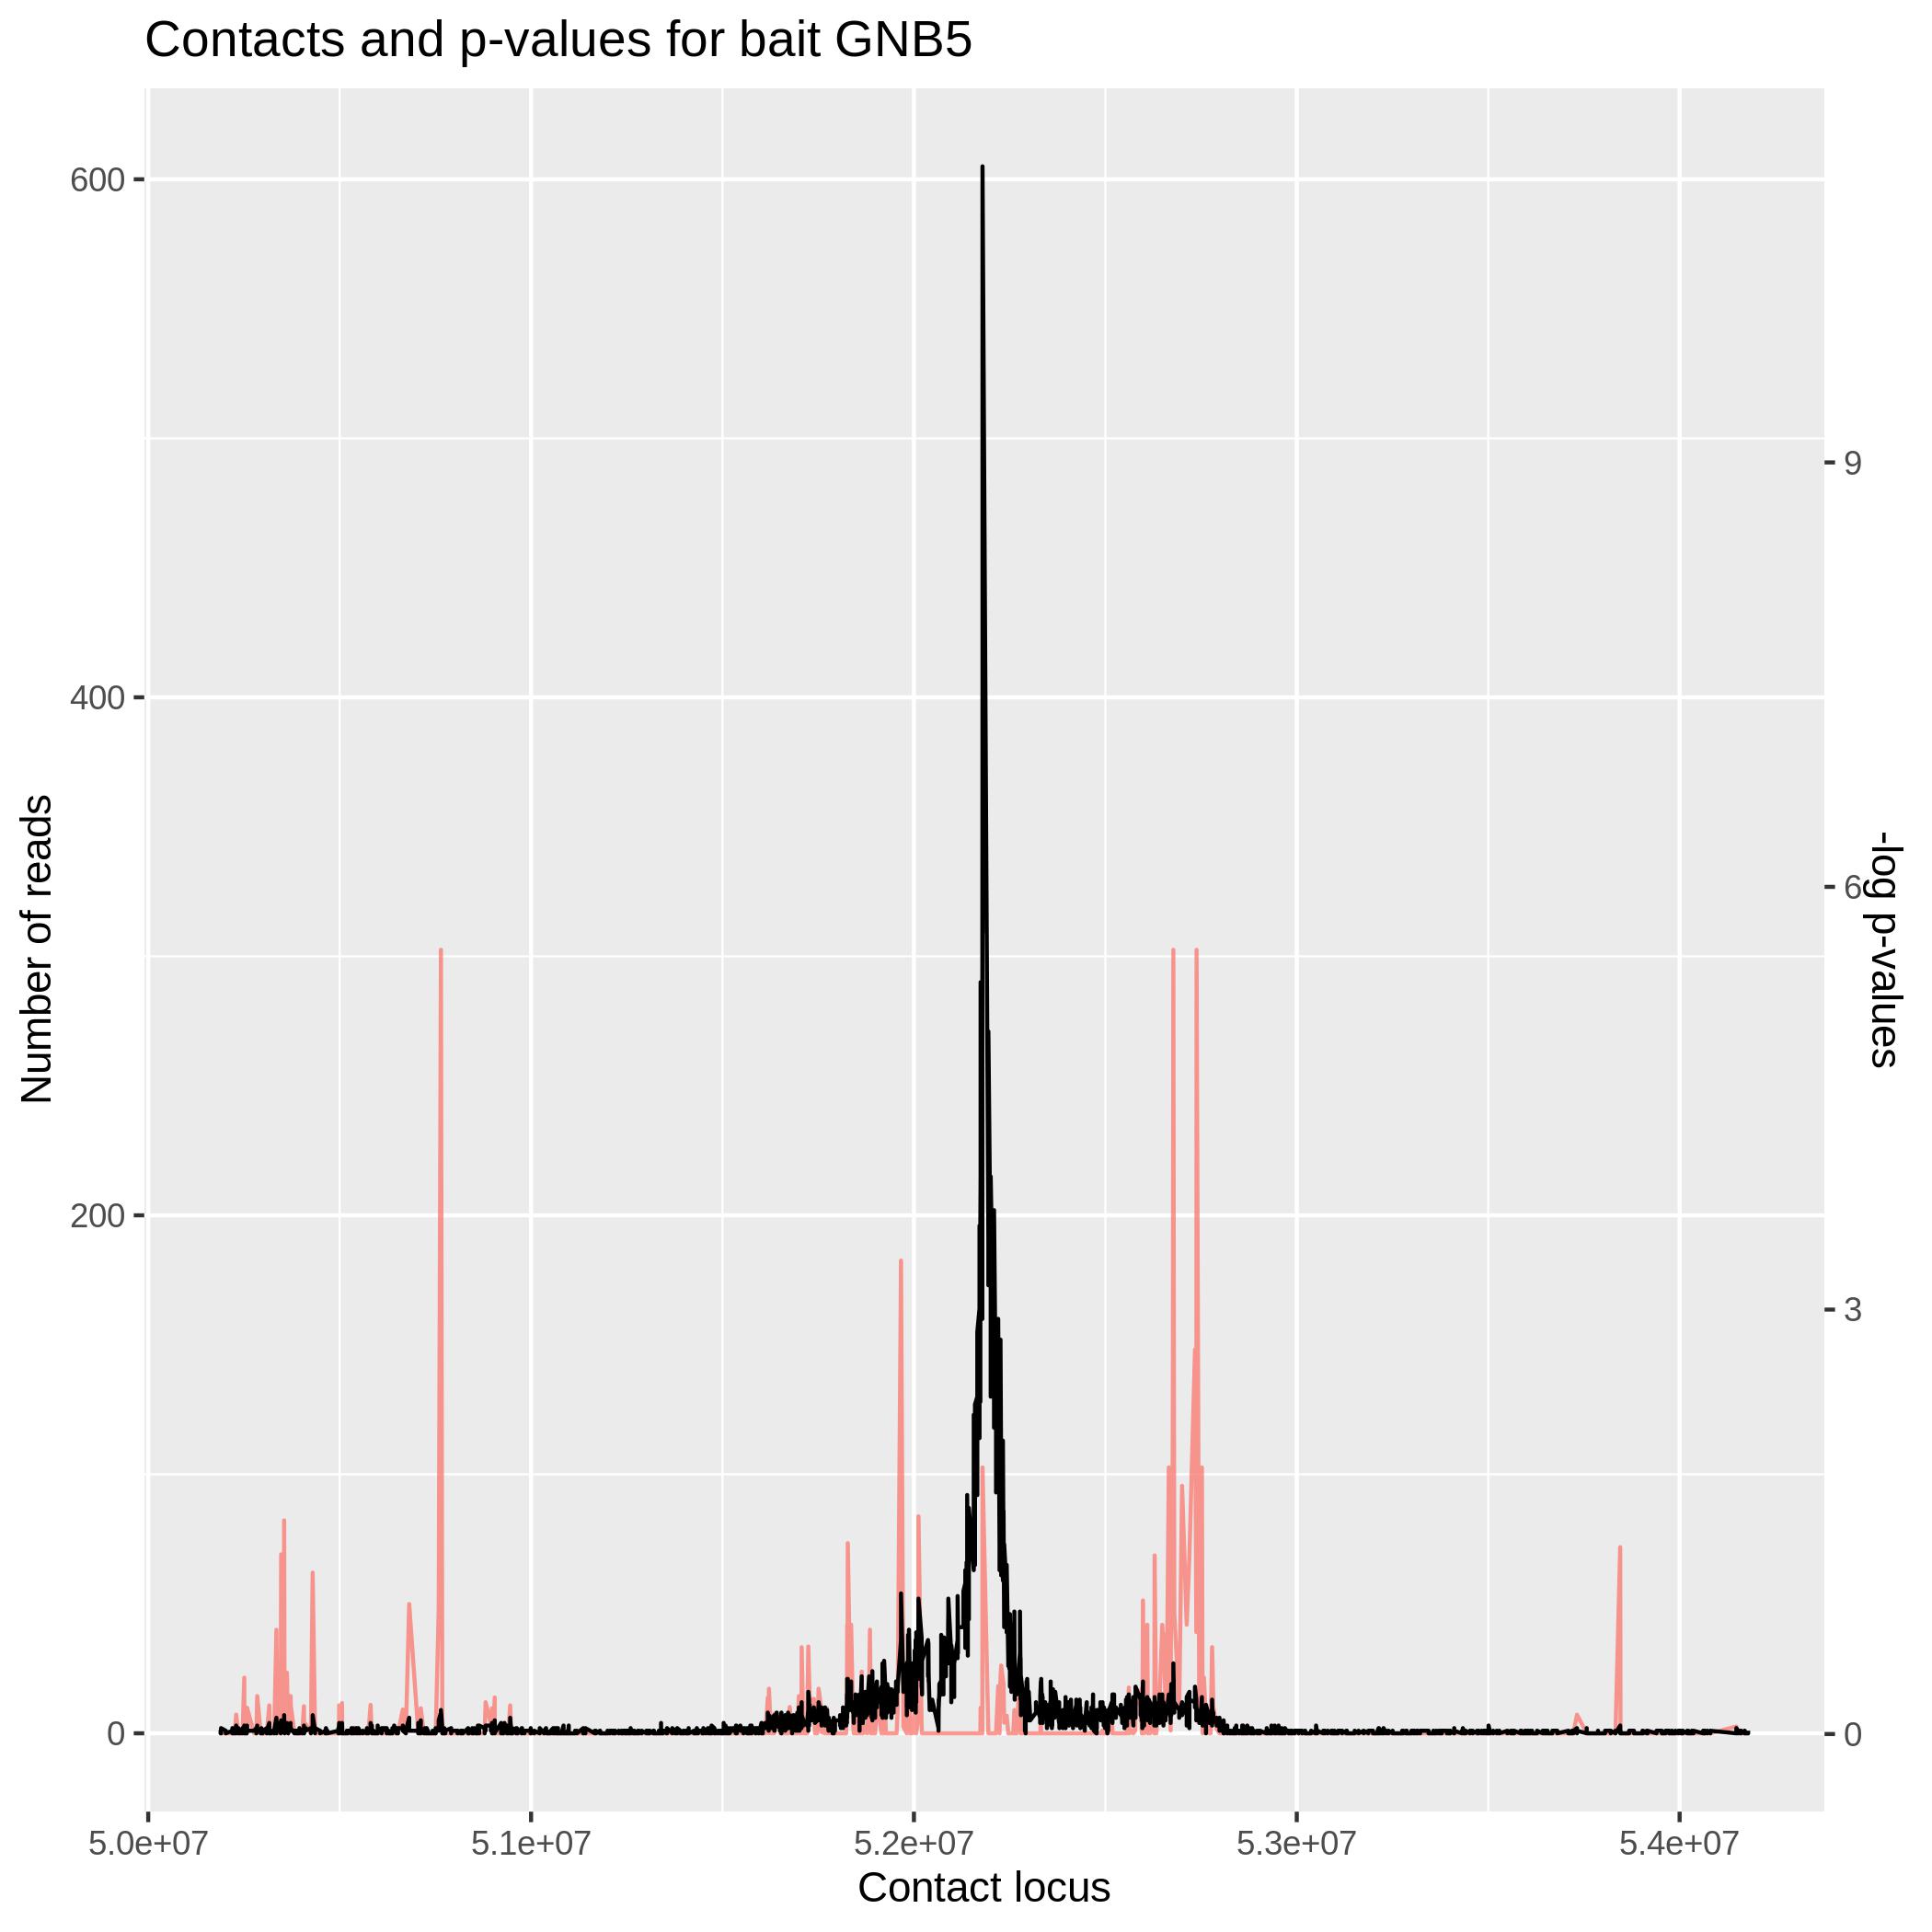 Contacts and p-values for bait GNB5
600
400
200
0
9
6
3
0
Number of reads
-log p-values
5.0e+07
5.1e+07
5.2e+07
5.3e+07
5.4e+07
Contact locus